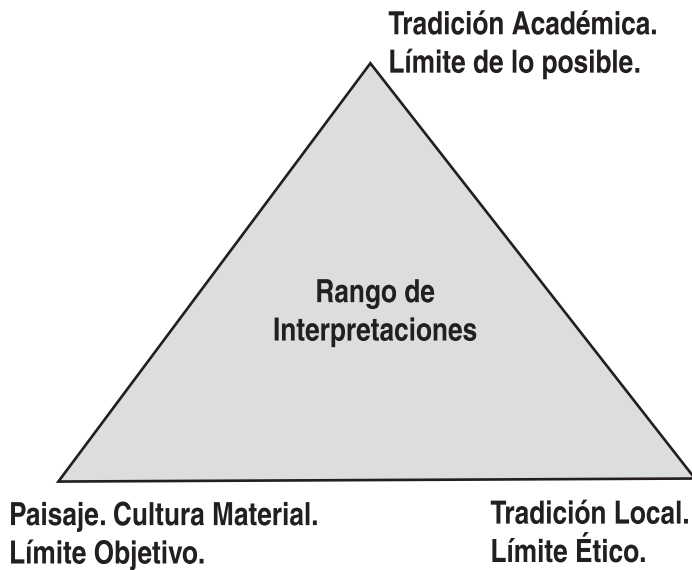 Tradición Académica.
Límite de lo posible.
Rango de
Interpretaciones
Paisaje. Cultura Material.
Límite Objetivo.
Tradición Local.
Límite Ético.